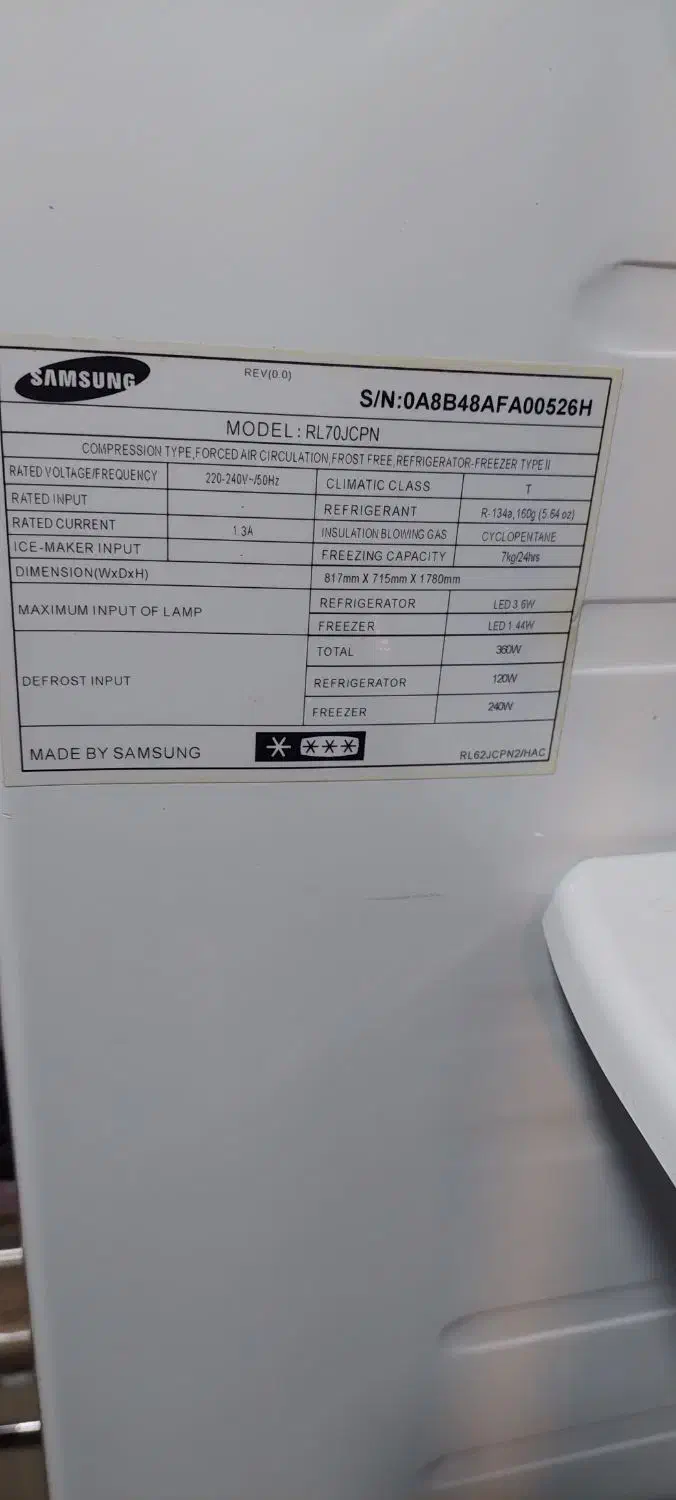 SAMSUNG
REV(0.0)
S/N:0A8B48AFA00526H
MODEL: RL70JCPN
COMPRESSION TYPE,FORCED AIR CIRCULATION,FROST FREE,REFRIGERATOR-FREEZER TYPE II
RATED VOLTAGE/FREQUENCY 220-240V~/50Hz CLIMATIC CLASS T
RATED INPUT - REFRIGERANT R-134a,160g (5.64 oz)
RATED CURRENT 1.3A INSULATION BLOWING GAS CYCLOPENTANE
ICE-MAKER INPUT - FREEZING CAPACITY 7kg/24hrs
DIMENSION(WxDxH) 817mm X 715mm X 1780mm
MAXIMUM INPUT OF LAMP REFRIGERATOR LED 3.6W
FREEZER LED 1.44W
DEFROST INPUT TOTAL 360W
REFRIGERATOR 120W
FREEZER 240W
MADE BY SAMSUNG RL62JCPN2/HAC